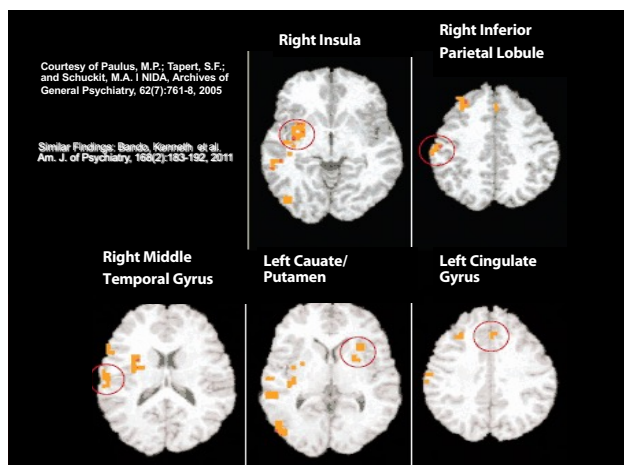 Courtesy of Paulus, M.P.; Tapert, S.F.;
and Schuckit, M.A. I NIDA, Archives of
General Psychiatry, 62(7):761-8, 2005
Similar Findings: Bando, Kenneth et al.
Am. J. of Psychiatry, 168(2):183-192, 2011
Right Insula
Right Inferior
Parietal Lobule
Right Middle
Temporal Gyrus
Left Cauate/
Putamen
Left Cingulate
Gyrus